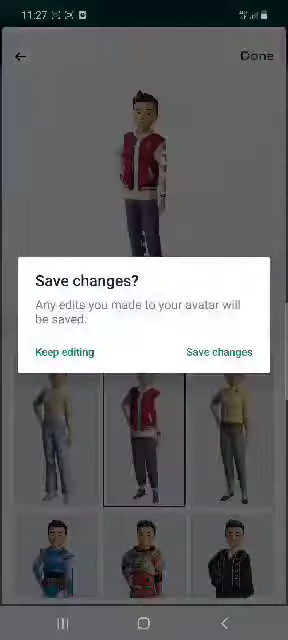 11:27
Done
Save changes?
Any edits you made to your avatar will
be saved.
Keep editing
Save changes